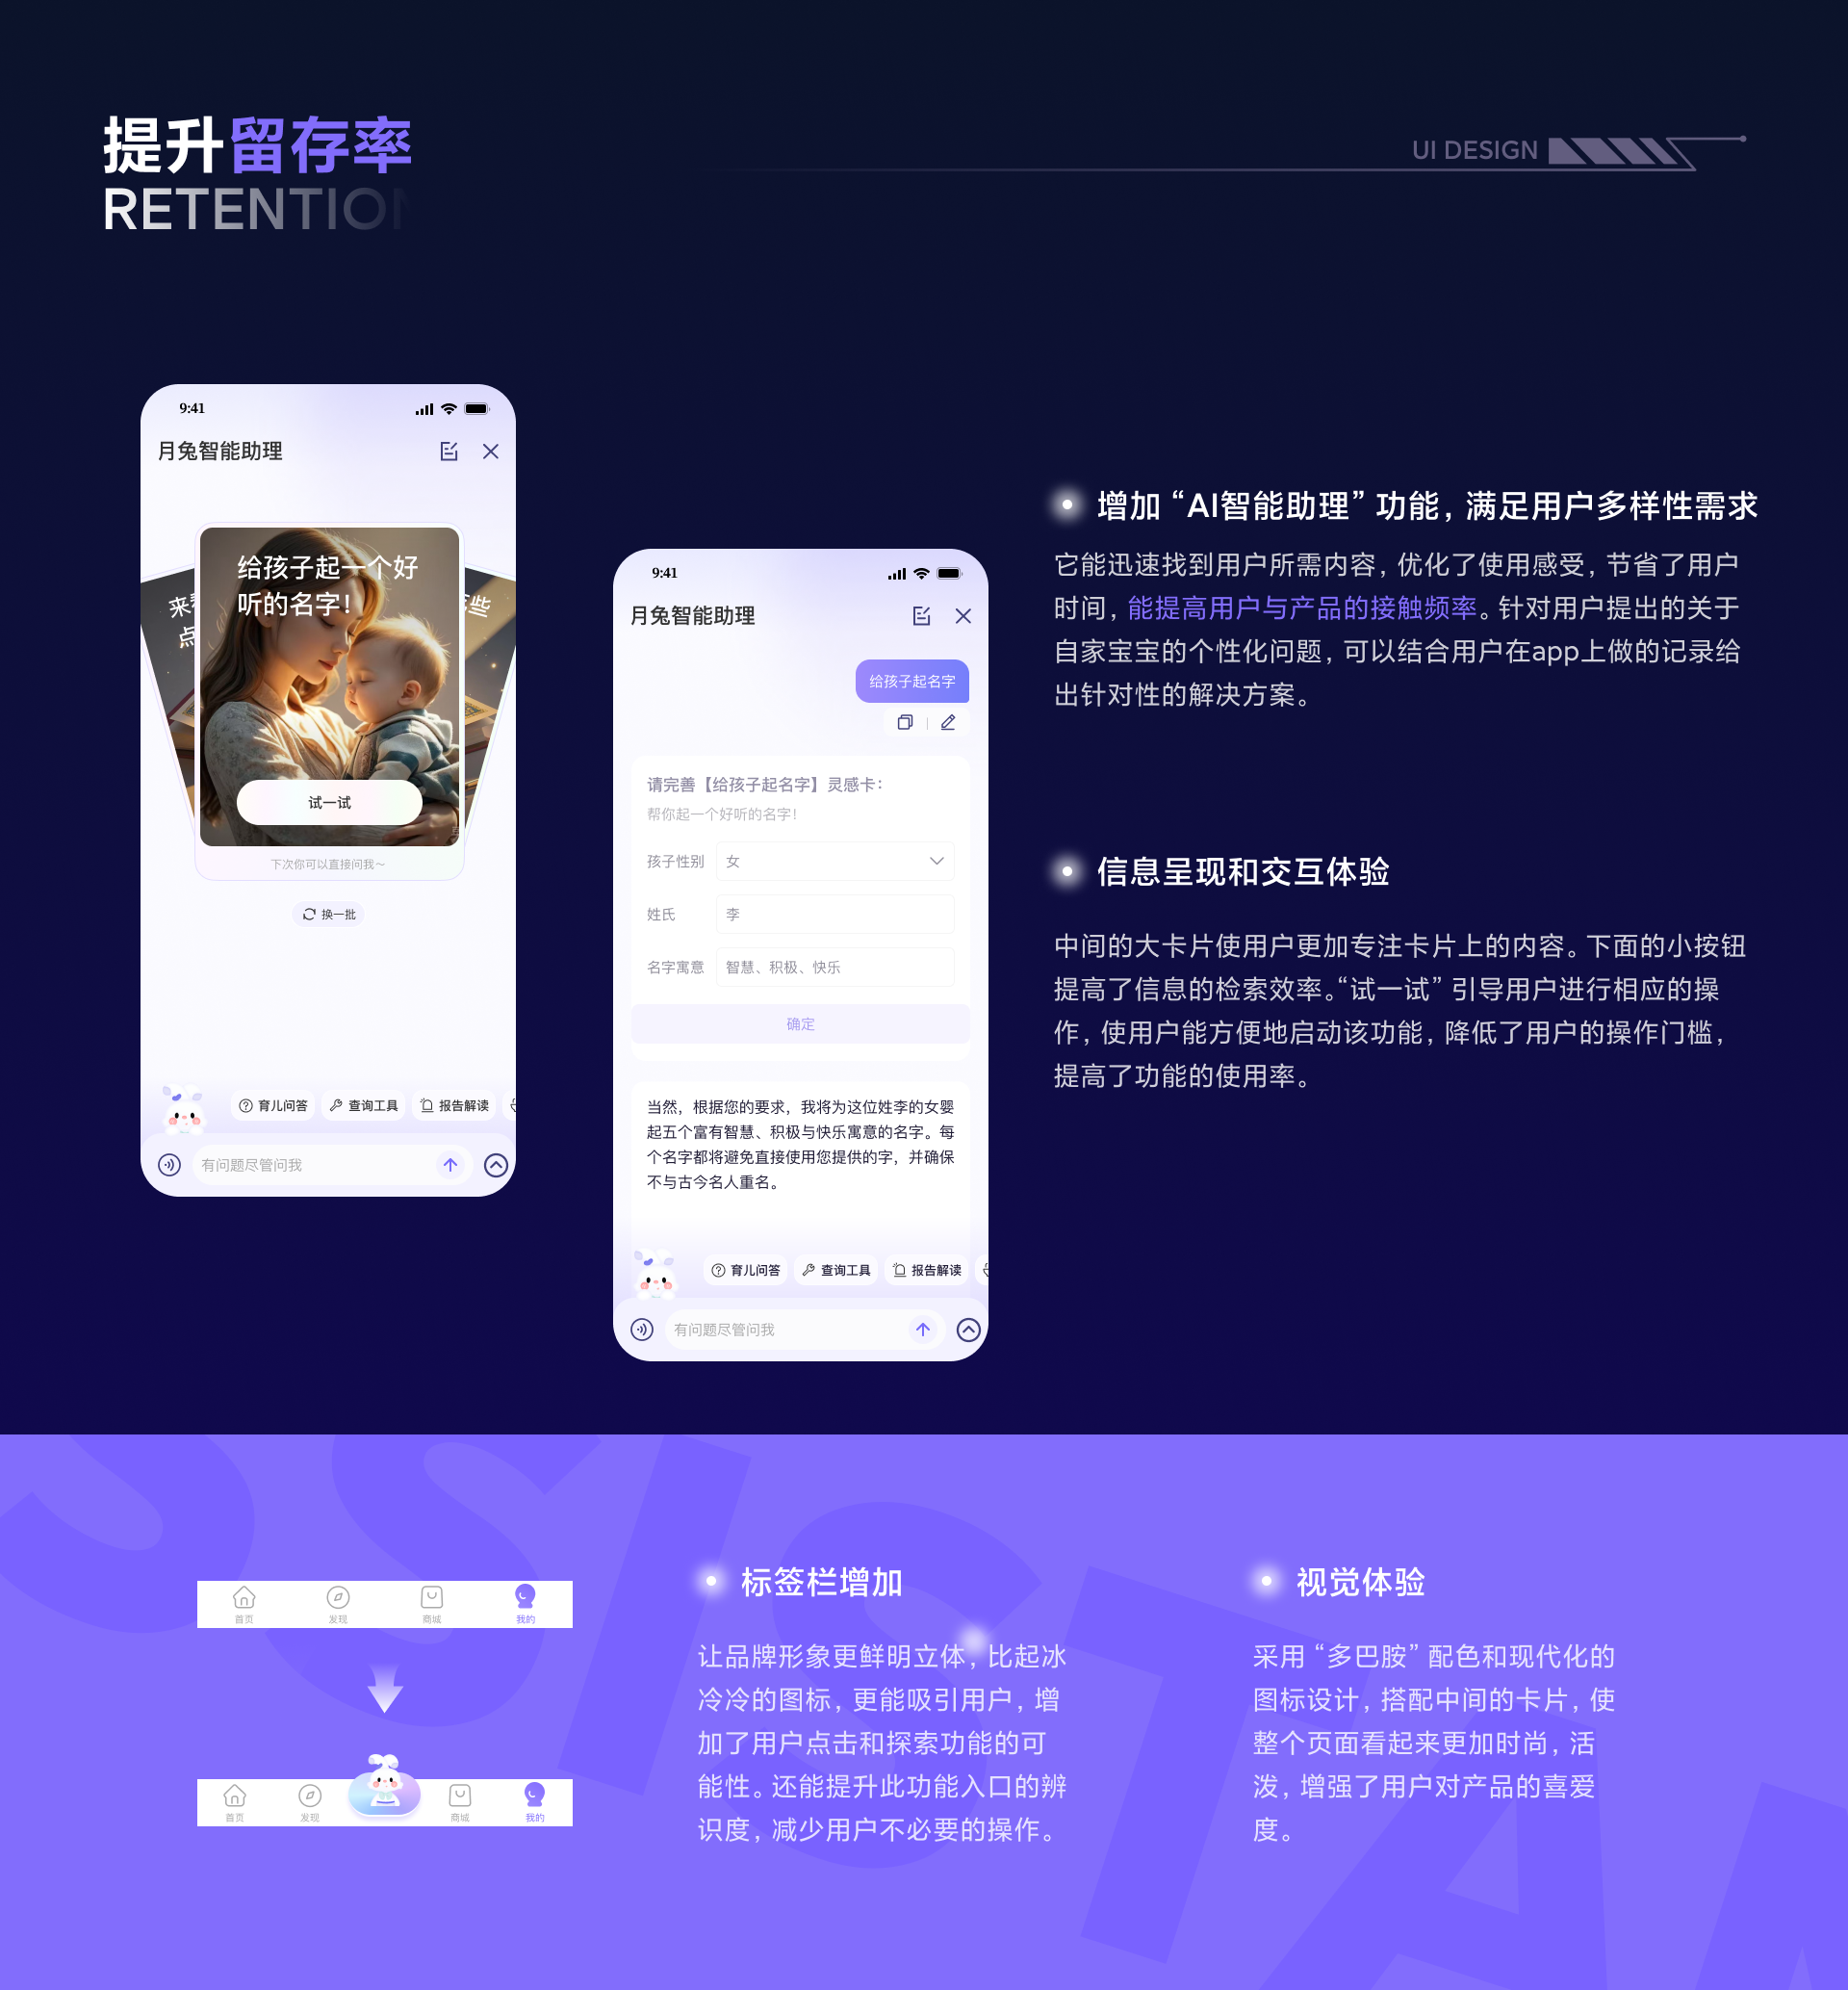 提升留存率
RETENTION
UI DESIGN
9:41
月兔智能助理
给孩子起一个好
听的名字！
来
点
些
试一试
下次你可以直接问我～
换一批
育儿问答
查询工具
报告解读
有问题尽管问我
9:41
月兔智能助理
给孩子起名字
请完善【给孩子起名字】灵感卡：
帮你起一个好听的名字！
孩子性别 女
姓氏 李
名字寓意 智慧、积极、快乐
确定
当然，根据您的要求，我将为这位姓李的女婴
起五个富有智慧、积极与快乐寓意的名字。每
个名字都将避免直接使用您提供的字，并确保
不与古今名人重名。
育儿问答
查询工具
报告解读
有问题尽管问我
增加 “AI智能助理” 功能，满足用户多样性需求
它能迅速找到用户所需内容，优化了使用感受，节省了用户
时间，能提高用户与产品的接触频率。针对用户提出的关于
自家宝宝的个性化问题，可以结合用户在app上做的记录给
出针对性的解决方案。
信息呈现和交互体验
中间的大卡片使用户更加专注卡片上的内容。下面的小按钮
提高了信息的检索效率。“试一试” 引导用户进行相应的操
作，使用户能方便地启动该功能，降低了用户的操作门槛，
提高了功能的使用率。
SSISTA
首页
发现
商城
我的
首页
发现
商城
我的
标签栏增加
让品牌形象更鲜明立体，比起冰
冷冷的图标，更能吸引用户，增
加了用户点击和探索功能的可
能性。还能提升此功能入口的辨
识度，减少用户不必要的操作。
视觉体验
采用 “多巴胺” 配色和现代化的
图标设计，搭配中间的卡片，使
整个页面看起来更加时尚，活
泼，增强了用户对产品的喜爱
度。